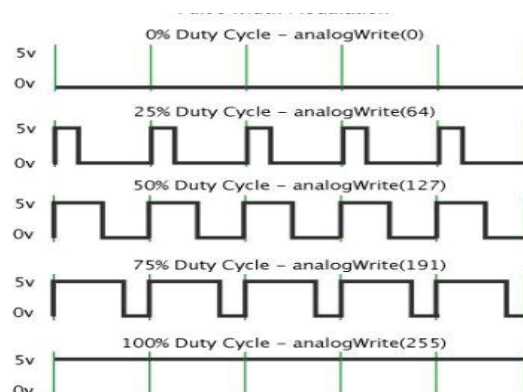 0% Duty Cycle – analogWrite(0)
5v
0v
25% Duty Cycle – analogWrite(64)
5v
0v
50% Duty Cycle – analogWrite(127)
5v
0v
75% Duty Cycle – analogWrite(191)
5v
0v
100% Duty Cycle – analogWrite(255)
5v
0v